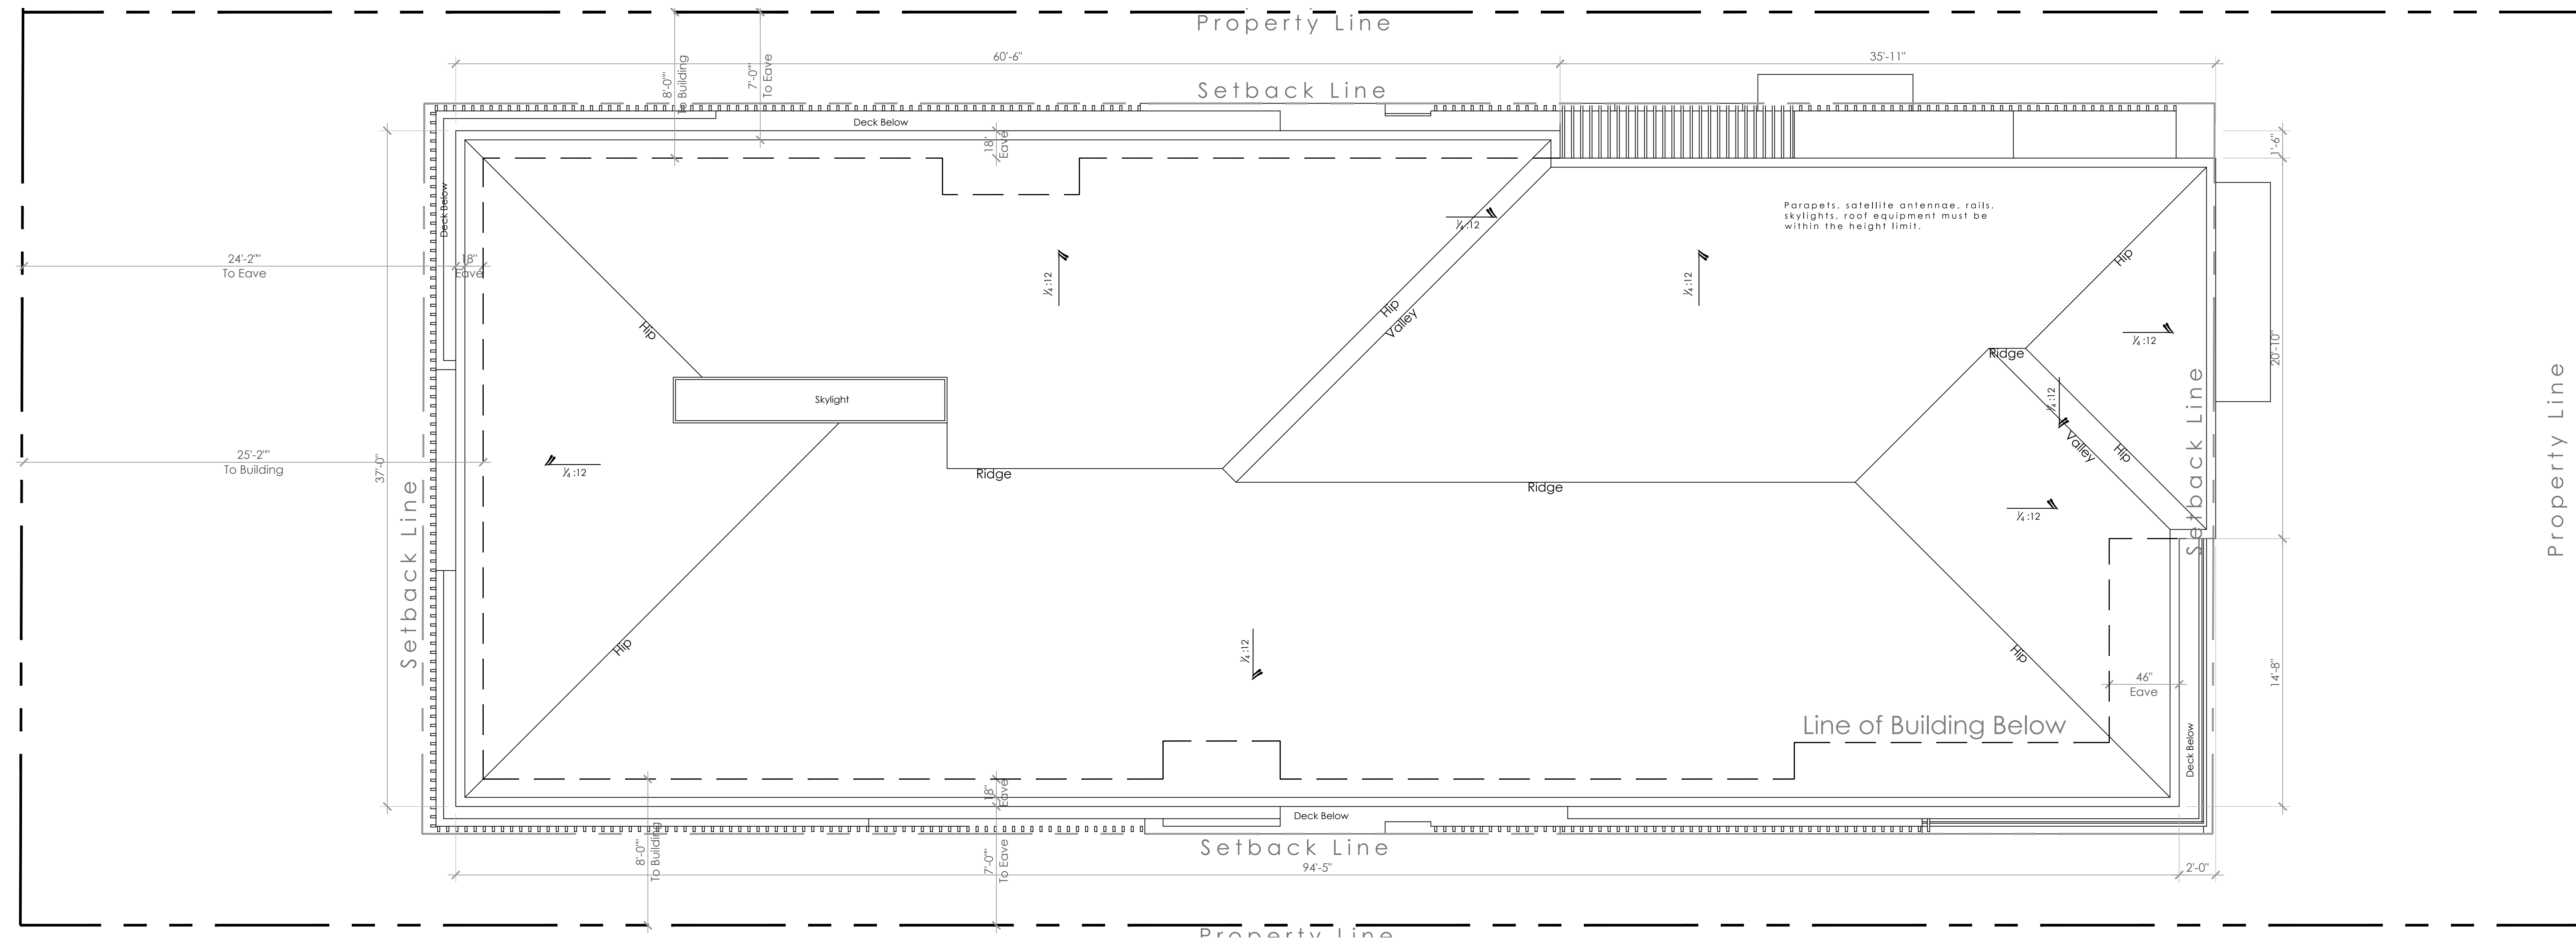 Property Line
60'-6"
35'-11"
8'-0""
To Building
7'-0""
To Eave
Setback Line
Deck Below
18'
Eave
1'-6"
Deck Below
Parapets, satellite antennae, rails,
skylights, roof equipment must be
within the height limit.
¼ :12
24'-2""
To Eave
18"
Eave
¼ :12
¼ :12
Hip
Hip
Valley
Hip
¼ :12
20'-10"
Ridge
Skylight
¼ :12
Setback Line
Property Line
25'-2""
To Building
37'-0"
¼ :12
Ridge
Ridge
Valley
Hip
¼ :12
Setback Line
Hip
¼ :12
Hip
46"
Eave
14'-8"
Line of Building Below
Deck Below
18"
Eave
Deck Below
8'-0""
To Building
7'-0""
To Eave
Setback Line
94'-5"
2'-0"
Property Line